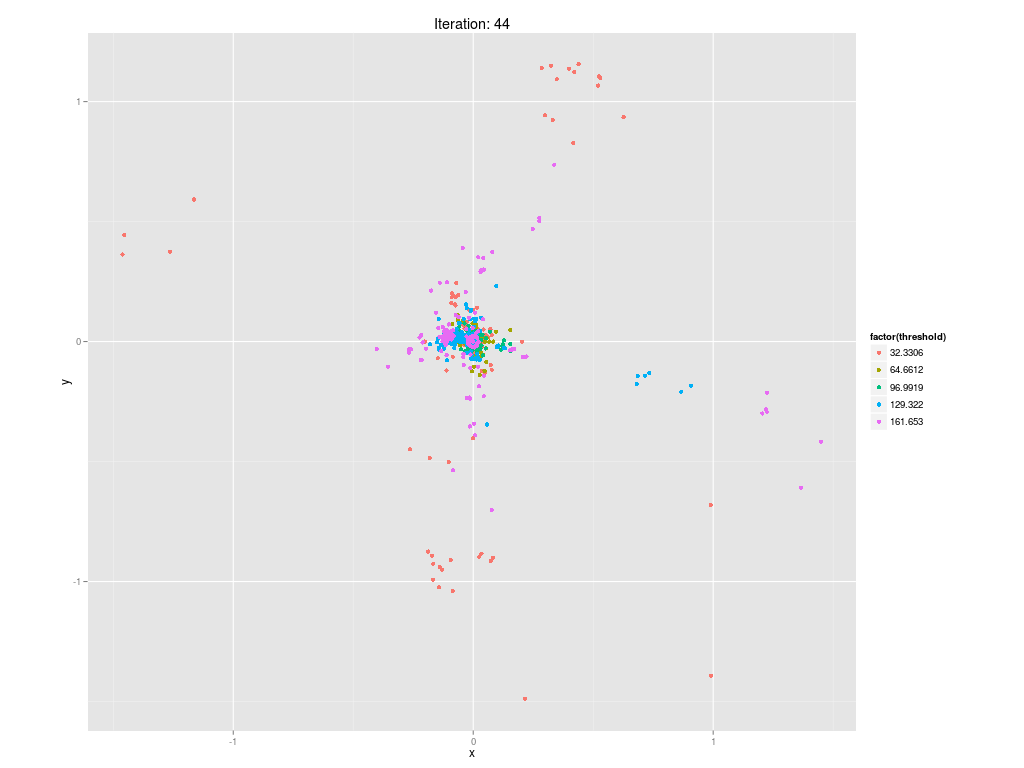 Iteration: 44
1
0
-1
y
-1
0
1
x
factor(threshold)
32.3306
64.6612
96.9919
129.322
161.653